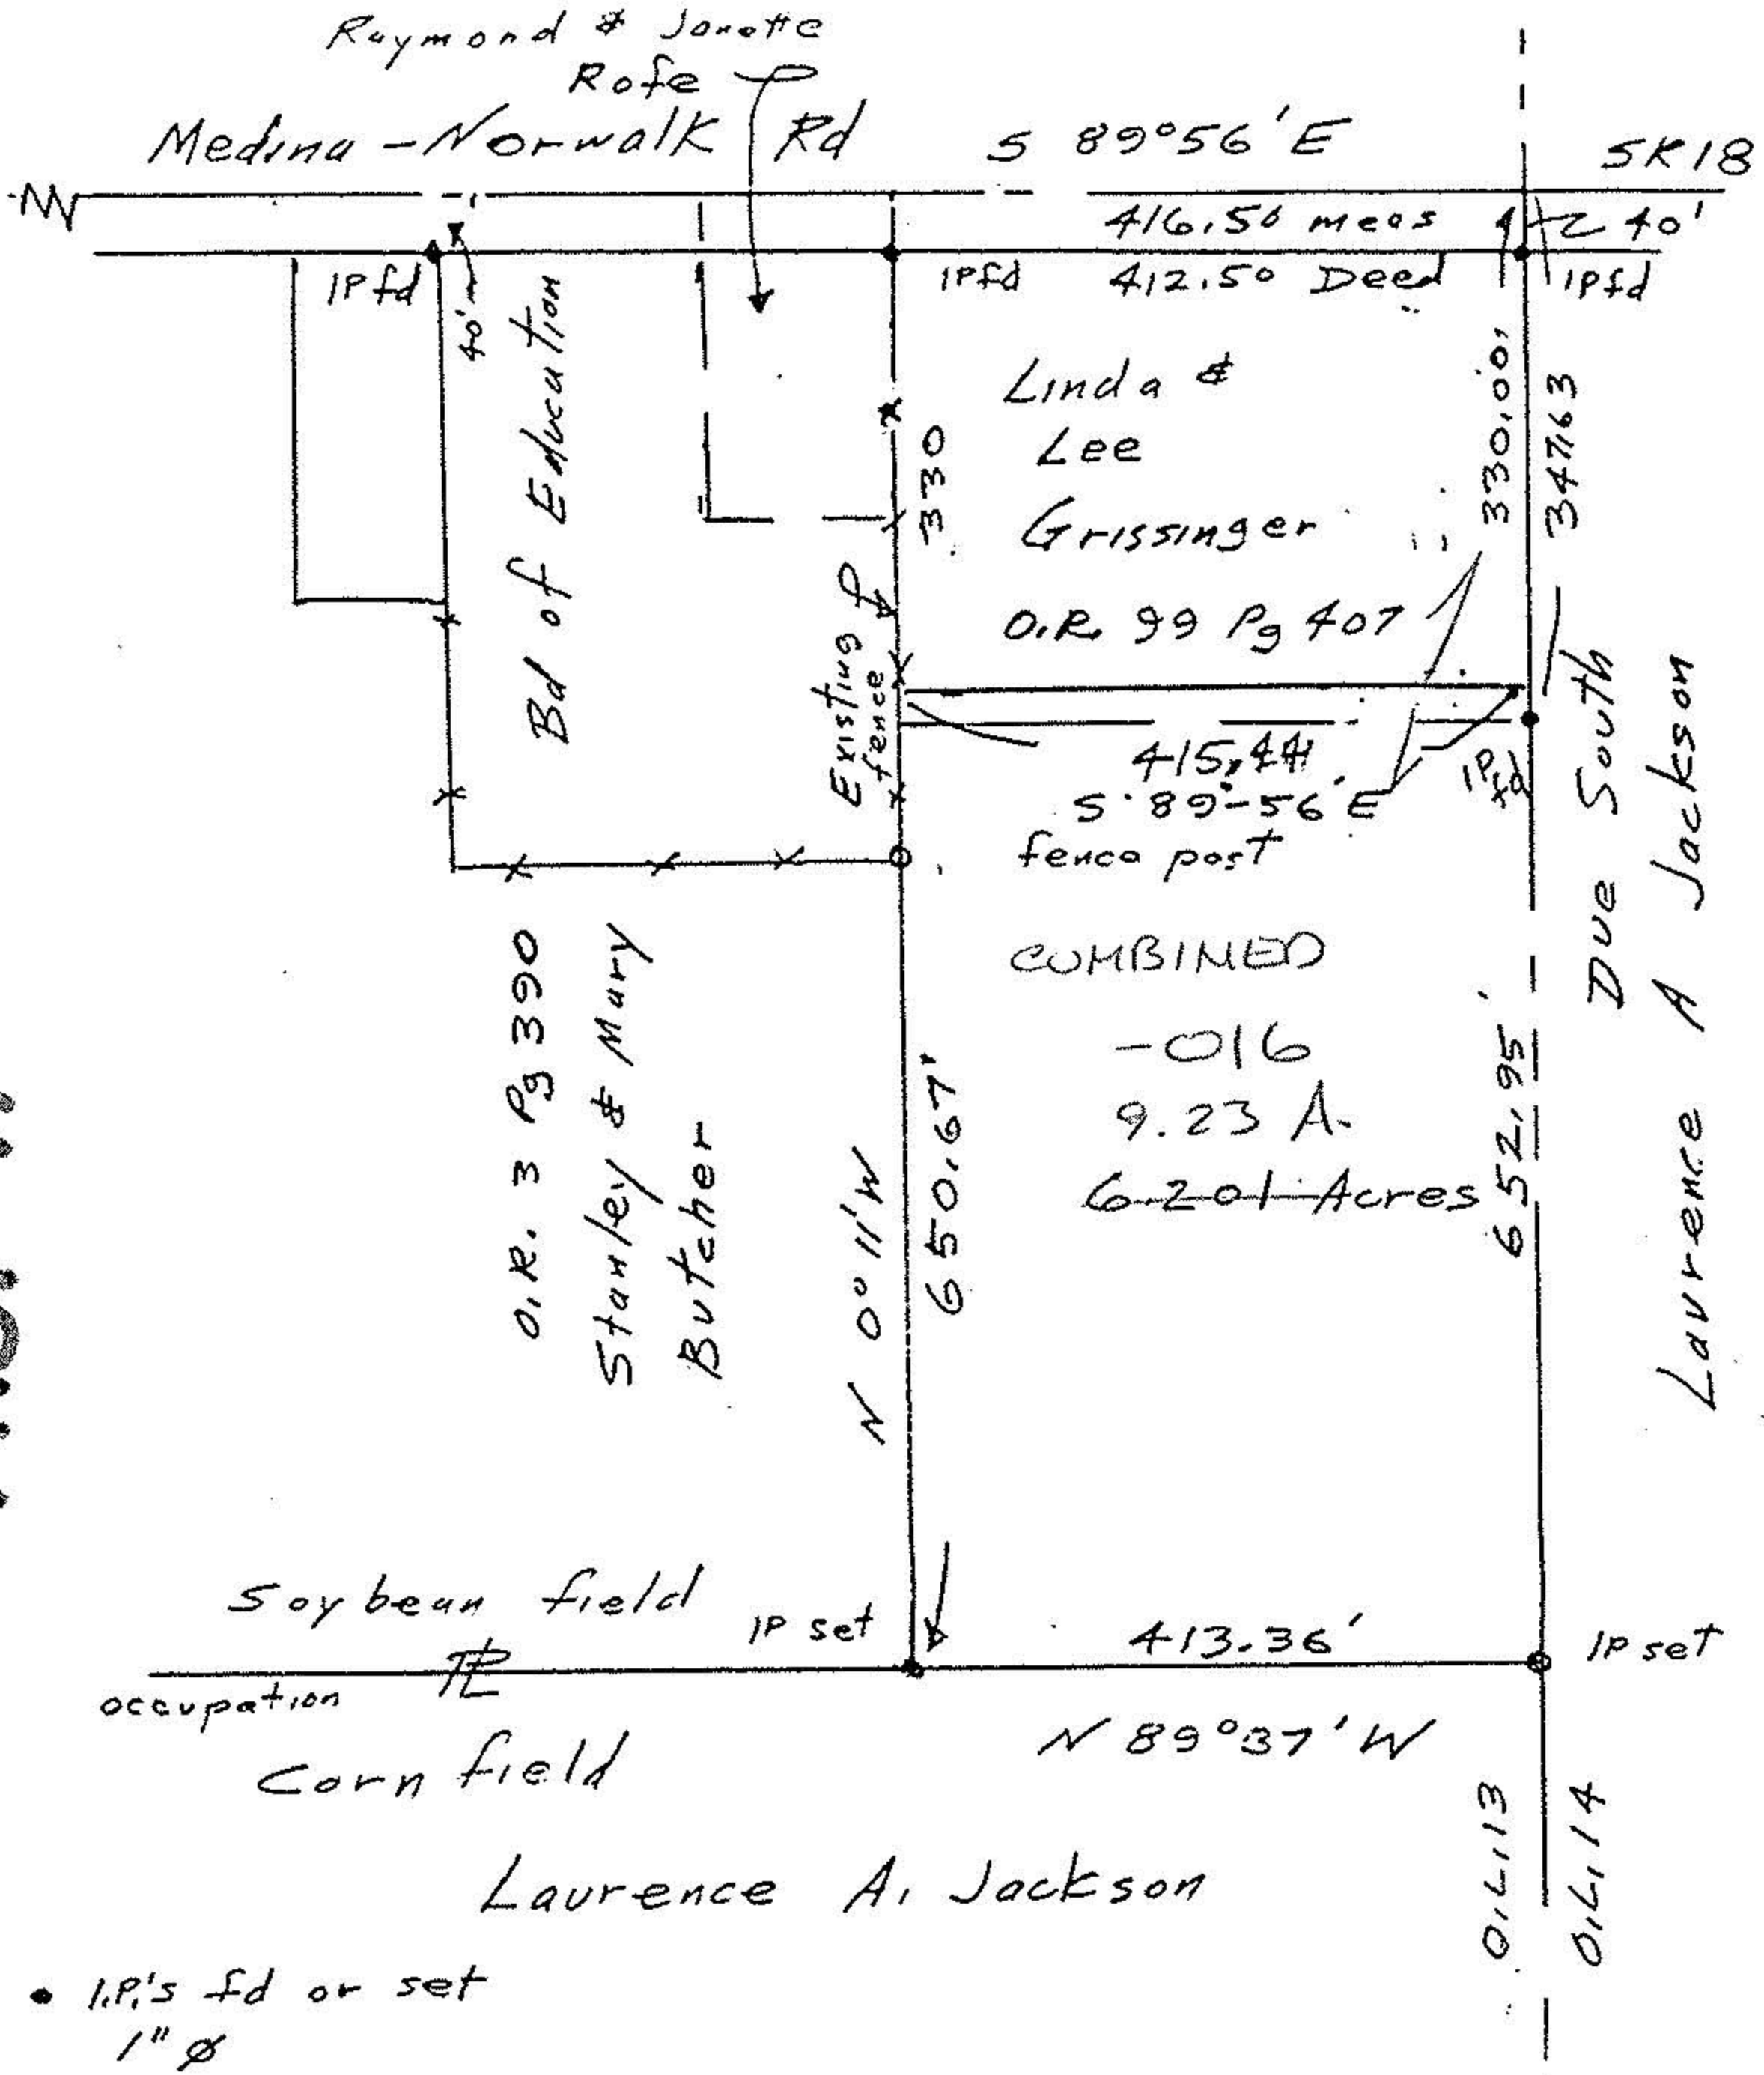 Raymond & Jonette
Rofe
Medina - Norwalk Rd
S 89°56'E
SR18
416.50 meas
40'
IPfd
IPfd
412.50 Deed
IPfd
40'
Bd of Education
Linda &
Lee
Grissinger
O.R. 99 Pg 407
330
330.00'
347.63
Existing
fence
415.44'
S 89°-56'E
IPfd
fence post
Due South
Laurence A Jackson
COMBINED
-016
9.23 A.
6.201 Acres
O.R. 3 Pg 390
Stanley & Mary
Butcher
N 0°11'W
650.67'
652.95'
Soybean field
IP set
413.36'
IP set
occupation
N 89°37'W
Corn field
O.L.13
O.L.14
Laurence A. Jackson
• I.P.'s fd or set
1" ø